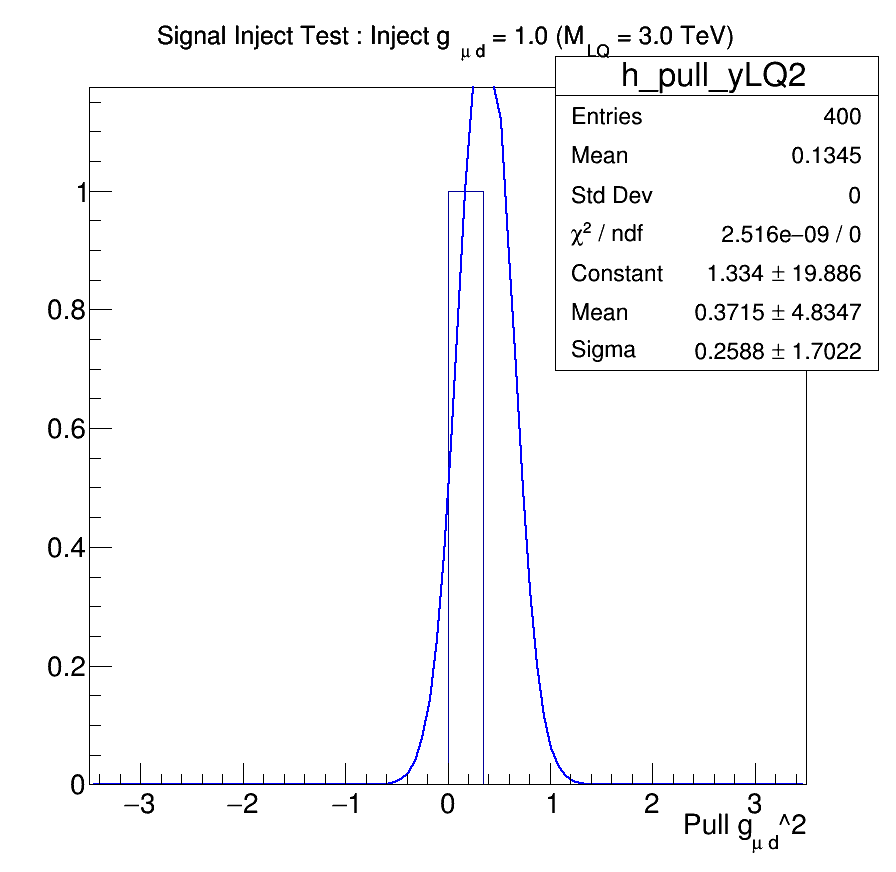 Signal Inject Test : Inject g μ d = 1.0 (M LQ = 3.0 TeV)
h_pull_yLQ2
Entries 400
Mean 0.1345
Std Dev 0
χ² / ndf 2.516e−09 / 0
Constant 1.334 ± 19.886
Mean 0.3715 ± 4.8347
Sigma 0.2588 ± 1.7022
1
0.8
0.6
0.4
0.2
0
−3 −2 −1 0 1 2 3
Pull g μ d ^2